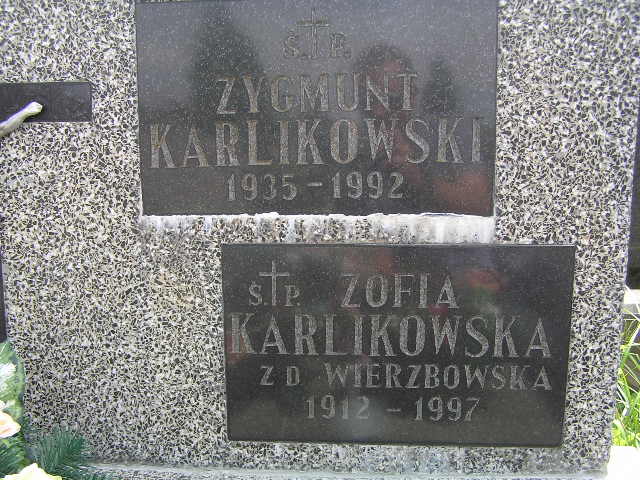 Ś.†P.
ZYGMUNT
KARLIKOWSKI
1935-1992
Ś.†P. ZOFIA
KARLIKOWSKA
Z D WIERZBOWSKA
1912 - 1997